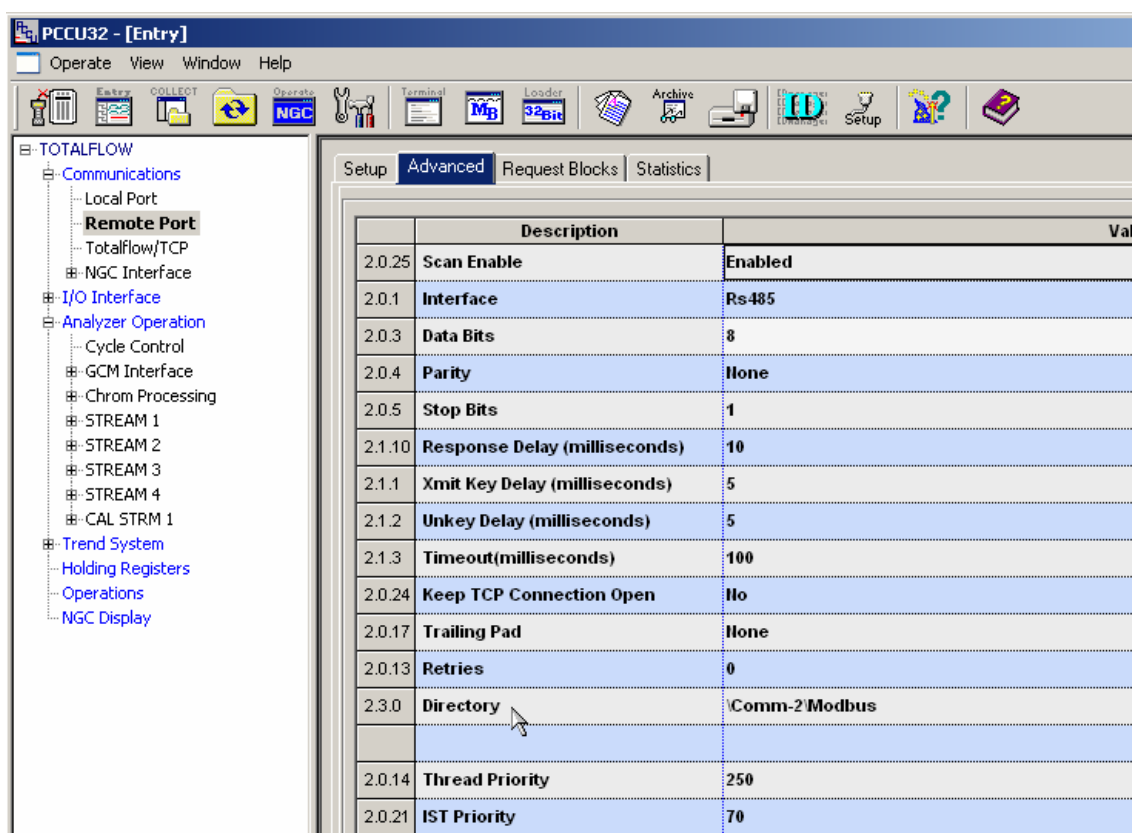 PCCU32 - [Entry]
Operate View Window Help
Entry COLLECT Operate NGC Terminal MB Loader 32Bit Archive ID Setup
TOTALFLOW
Communications
Local Port
Remote Port
Totalflow/TCP
NGC Interface
I/O Interface
Analyzer Operation
Cycle Control
GCM Interface
Chrom Processing
STREAM 1
STREAM 2
STREAM 3
STREAM 4
CAL STRM 1
Trend System
Holding Registers
Operations
NGC Display
Setup Advanced Request Blocks Statistics
Description Val
2.0.25 Scan Enable Enabled
2.0.1 Interface Rs485
2.0.3 Data Bits 8
2.0.4 Parity None
2.0.5 Stop Bits 1
2.1.10 Response Delay (milliseconds) 10
2.1.1 Xmit Key Delay (milliseconds) 5
2.1.2 Unkey Delay (milliseconds) 5
2.1.3 Timeout(milliseconds) 100
2.0.24 Keep TCP Connection Open No
2.0.17 Trailing Pad None
2.0.13 Retries 0
2.3.0 Directory \Comm-2\Modbus
2.0.14 Thread Priority 250
2.0.21 IST Priority 70